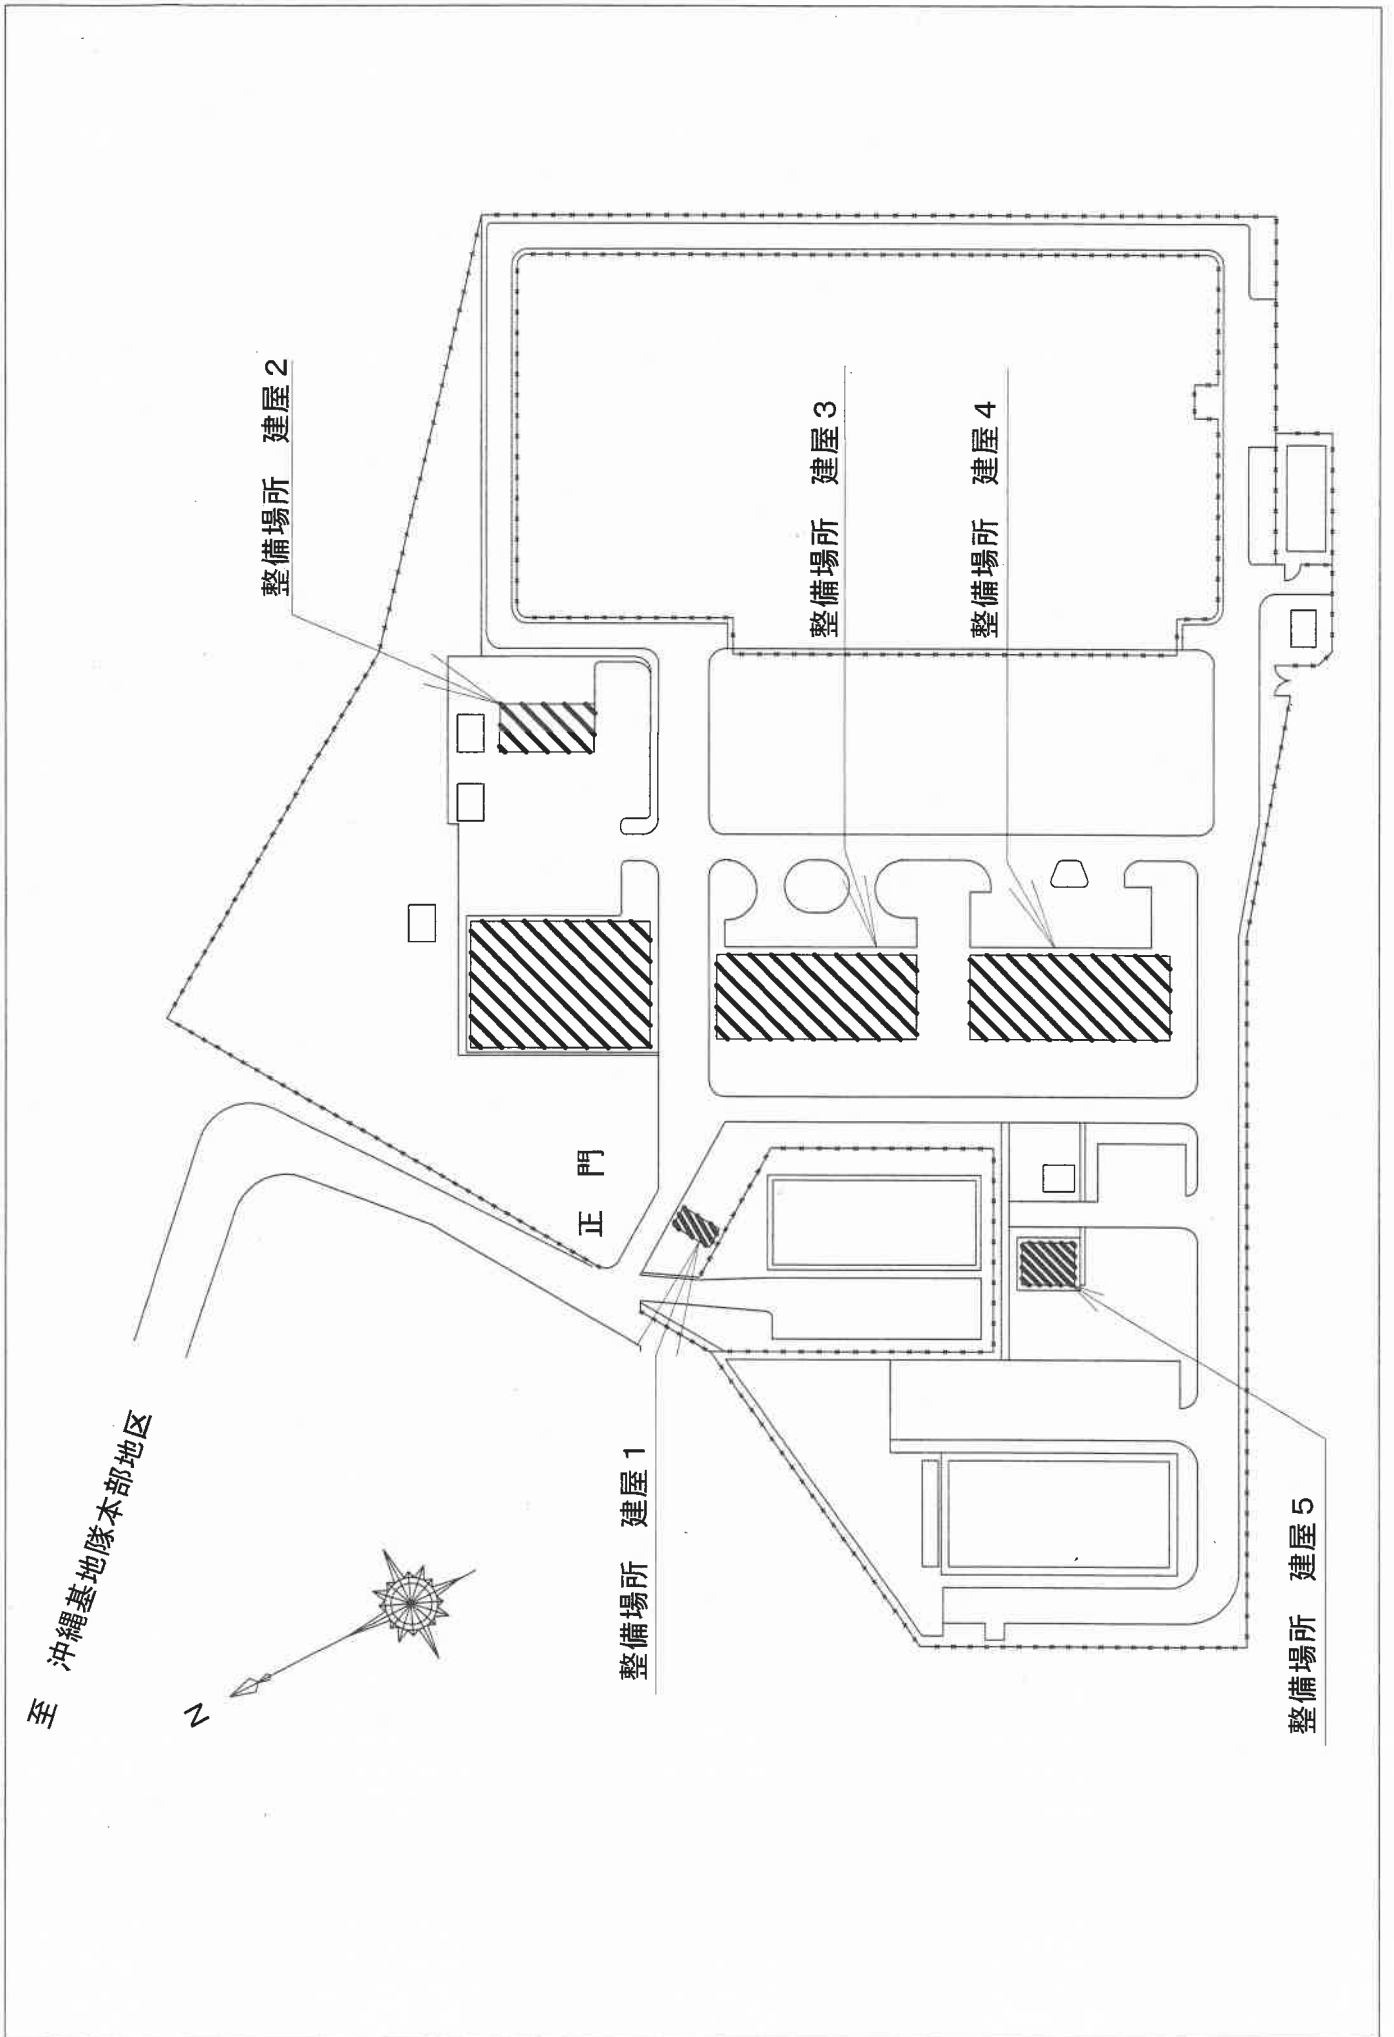 至　沖縄基地隊本部地区
N
正　門
整備場所　建屋１
整備場所　建屋２
整備場所　建屋３
整備場所　建屋４
整備場所　建屋５